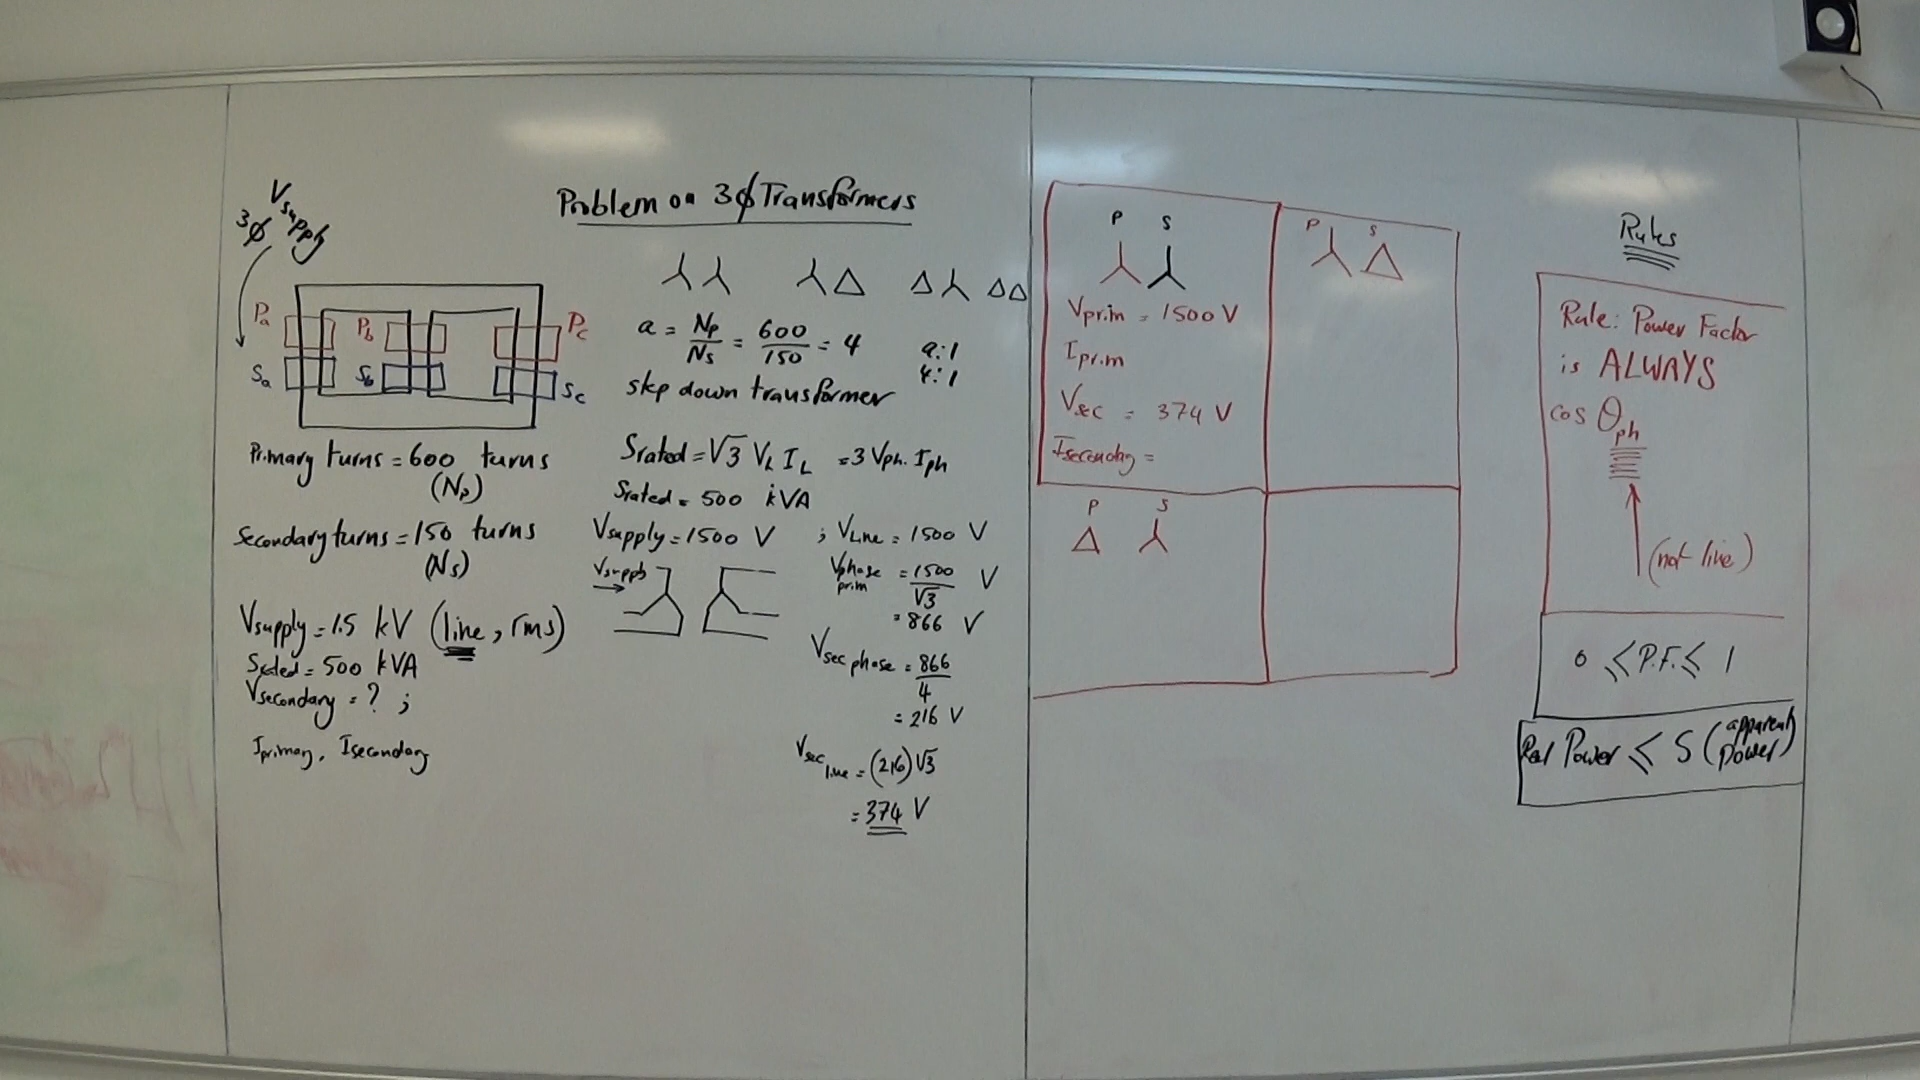 Problem on 3ϕ Transformers
Vsupply
3ϕ
Pa
Pb
Pc
Sa
Sb
Sc
Primary turns = 600 turns
(Np)
Secondary turns = 150 turns
(Ns)
Vsupply = 1.5 kV (line, rms)
Srated = 500 kVA
Vsecondary = ? ;
Iprimary, Isecondary
a = Np/Ns = 600/150 = 4
a:1
4:1
step down transformer
Srated = √3 VL IL = 3 Vph. Iph
Srated = 500 kVA
Vsupply = 1500 V ; VLine = 1500 V
Vsupply
Vphase prim = 1500/√3 V
= 866 V
Vsec phase = 866/4
= 216 V
Vsec line = (216)√3
= 374 V
P S
Vprim = 1500 V
Iprim
Vsec = 374 V
Isecondary =
P S
P S
Rules
Rule: Power Factor
is ALWAYS
cos θph
(not line)
0 ≤ P.F. ≤ 1
Real Power ≤ S (apparent power)